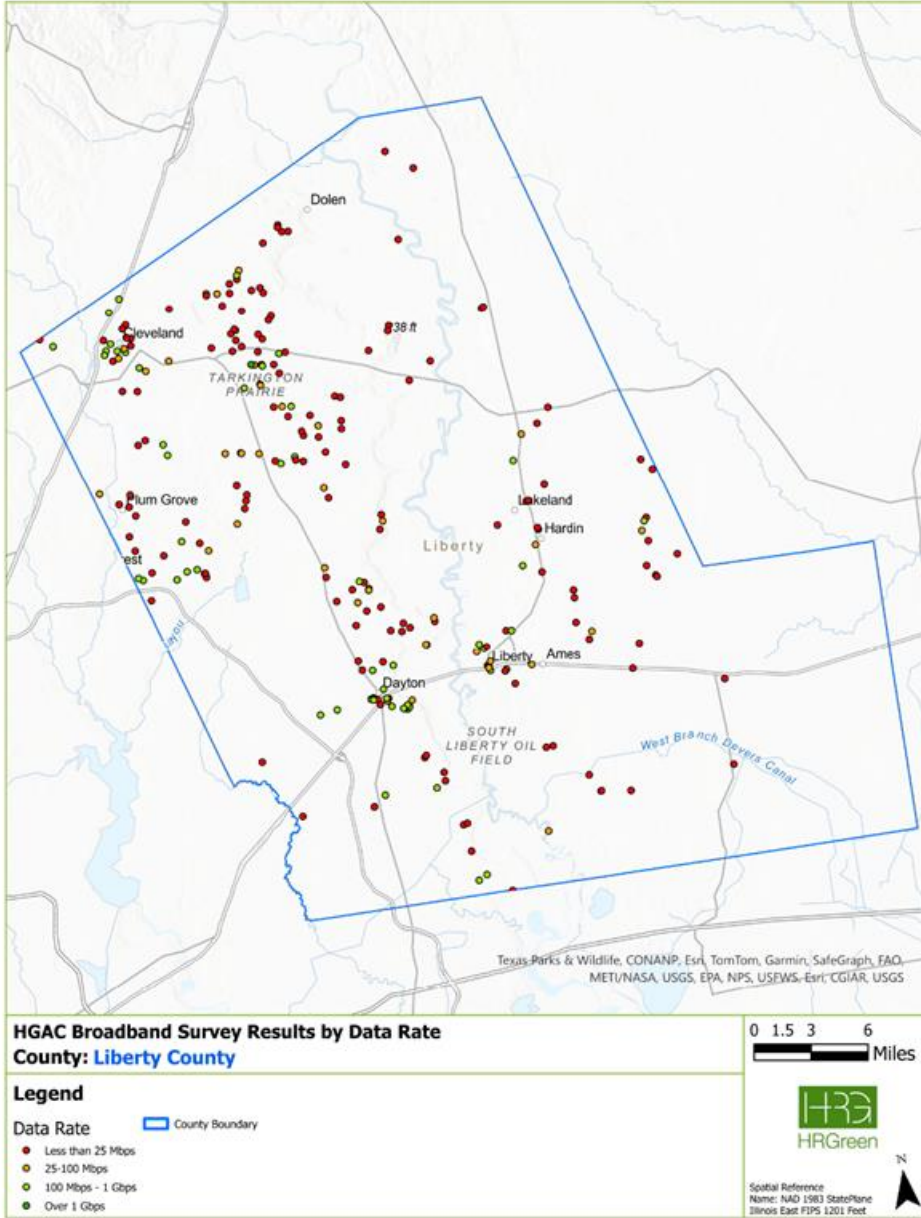 Dolen
38 ft
Cleveland
TARKINGTON
PRAIRIE
Plum Grove
Lakeland
Hardin
Liberty
est
ayou
Liberty
Ames
Dayton
SOUTH
LIBERTY OIL
FIELD
West Branch Devers Canal
Texas Parks & Wildlife, CONANP, Esri, TomTom, Garmin, SafeGraph, FAO,
METI/NASA, USGS, EPA, NPS, USFWS, Esri, CGIAR, USGS
HGAC Broadband Survey Results by Data Rate
County: Liberty County
0 1.5 3 6
Miles
Legend
Data Rate
County Boundary
Less than 25 Mbps
25-100 Mbps
100 Mbps - 1 Gbps
Over 1 Gbps
HRG
HRGreen
N
Spatial Reference
Name: NAD 1983 StatePlane
Illinois East FIPS 1201 Feet